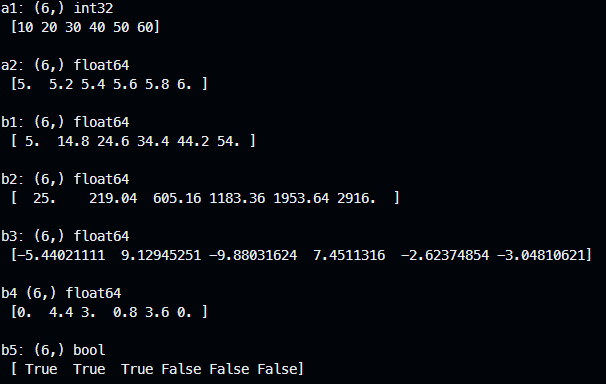 a1: (6,) int32
[10 20 30 40 50 60]
a2: (6,) float64
[5.  5.2 5.4 5.6 5.8 6. ]
b1: (6,) float64
[ 5.  14.8 24.6 34.4 44.2 54. ]
b2: (6,) float64
[  25.    219.04  605.16 1183.36 1953.64 2916.  ]
b3: (6,) float64
[-5.44021111  9.12945251 -9.88031624  7.4511316  -2.62374854 -3.04810621]
b4 (6,) float64
[0.  4.4 3.  0.8 3.6 0. ]
b5: (6,) bool
[ True  True  True False False False]